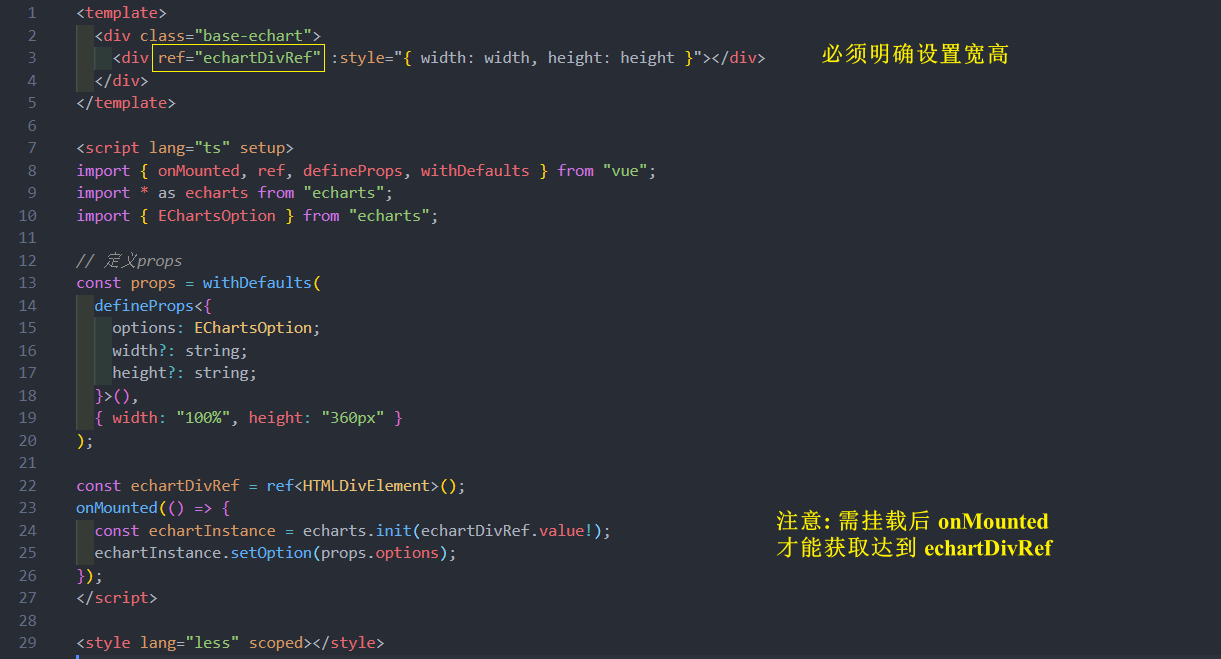 1 <template>
2 <div class="base-echart">
3 <div ref="echartDivRef" :style="{ width: width, height: height }"></div> 必须明确设置宽高
4 </div>
5 </template>
6
7 <script lang="ts" setup>
8 import { onMounted, ref, defineProps, withDefaults } from "vue";
9 import * as echarts from "echarts";
10 import { EChartsOption } from "echarts";
11
12 // 定义props
13 const props = withDefaults(
14 defineProps<{
15 options: EChartsOption;
16 width?: string;
17 height?: string;
18 }>(),
19 { width: "100%", height: "360px" }
20 );
21
22 const echartDivRef = ref<HTMLDivElement>();
23 onMounted(() => {
24 const echartInstance = echarts.init(echartDivRef.value!);
25 echartInstance.setOption(props.options);
26 });
27 </script>
28
29 <style lang="less" scoped></style>
注意: 需挂载后 onMounted
才能获取达到 echartDivRef